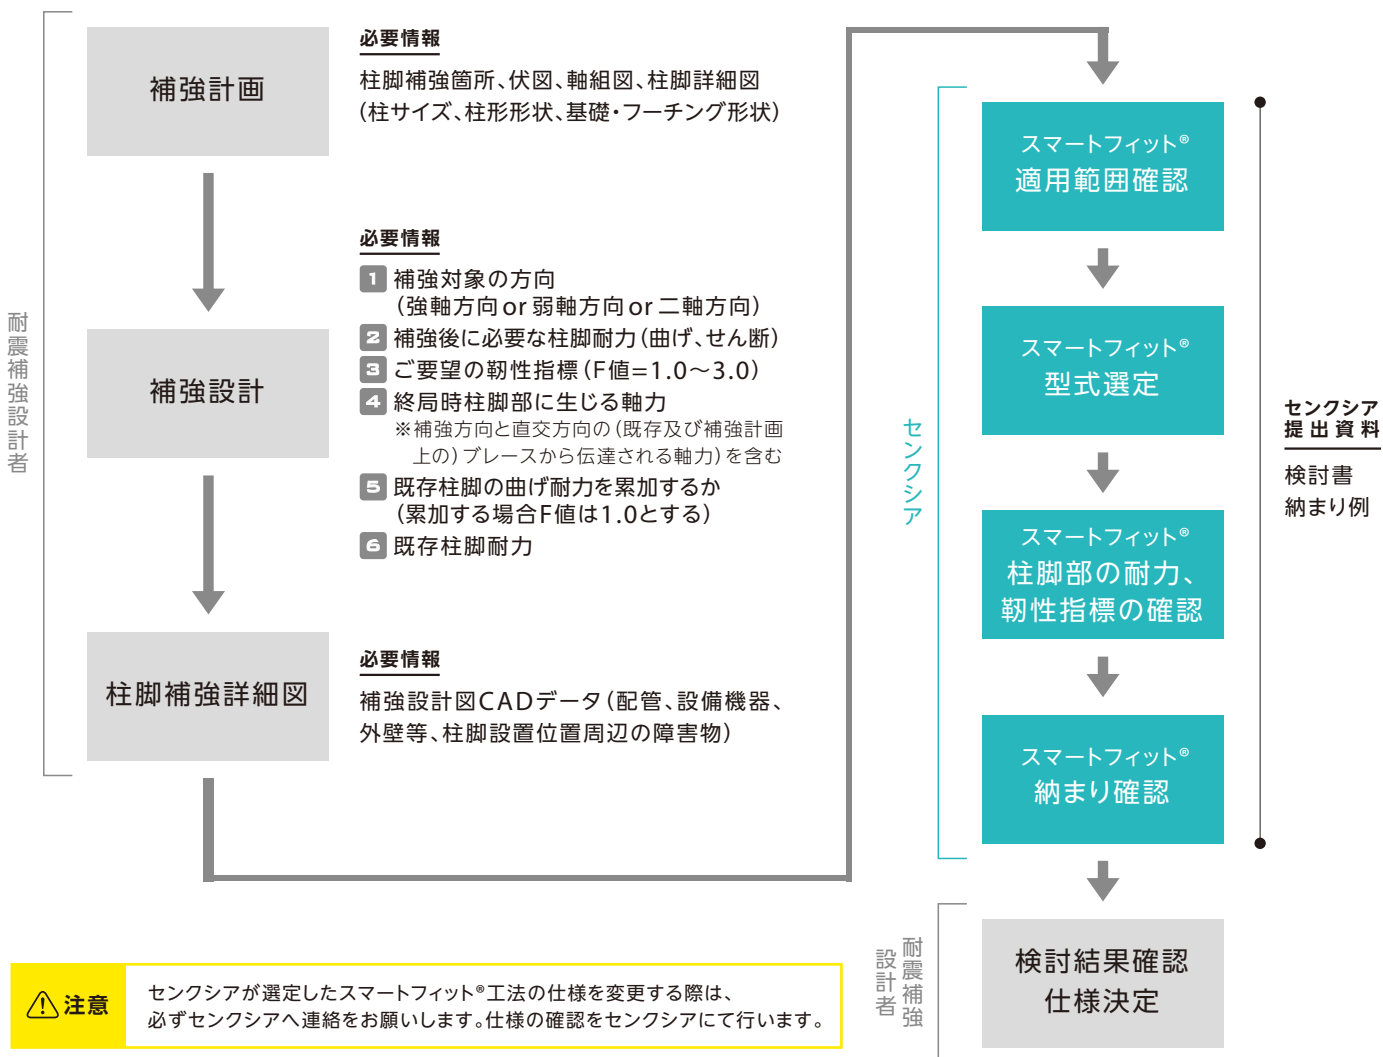 耐震補強設計者
補強計画
必要情報
柱脚補強箇所、伏図、軸組図、柱脚詳細図
(柱サイズ、柱形形状、基礎・フーチング形状)
補強設計
必要情報
1 補強対象の方向
(強軸方向 or 弱軸方向 or 二軸方向)
2 補強後に必要な柱脚耐力(曲げ、せん断)
3 ご要望の靭性指標(F値=1.0〜3.0)
4 終局時柱脚部に生じる軸力
※補強方向と直交方向の(既存及び補強計画
上の)ブレースから伝達される軸力)を含む
5 既存柱脚の曲げ耐力を累加するか
(累加する場合F値は1.0とする)
6 既存柱脚耐力
柱脚補強詳細図
必要情報
補強設計図CADデータ(配管、設備機器、
外壁等、柱脚設置位置周辺の障害物)
センクシア
スマートフィット®
適用範囲確認
スマートフィット®
型式選定
スマートフィット®
柱脚部の耐力、
靭性指標の確認
スマートフィット®
納まり確認
センクシア
提出資料
検討書
納まり例
耐震補強
設計者
検討結果確認
仕様決定
注意
センクシアが選定したスマートフィット®工法の仕様を変更する際は、
必ずセンクシアへ連絡をお願いします。仕様の確認をセンクシアにて行います。